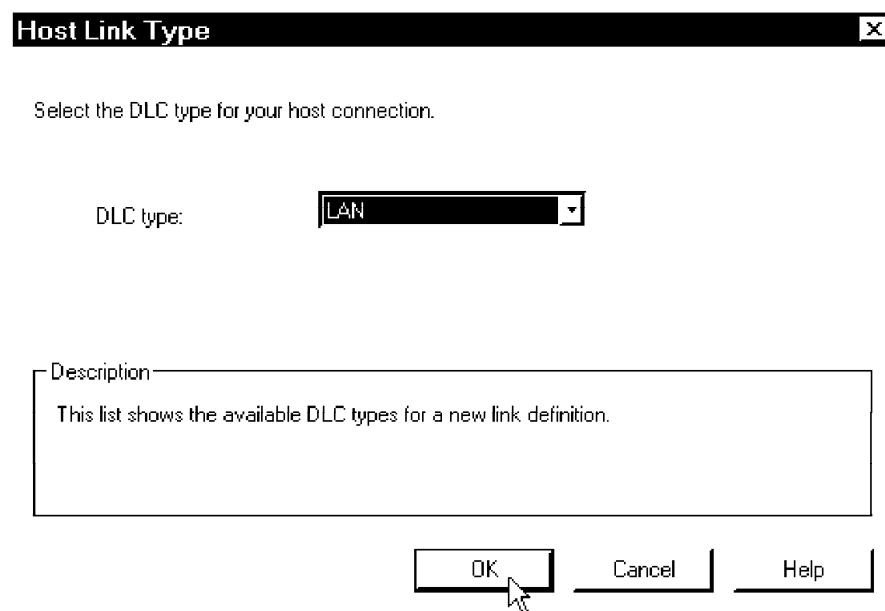 Host Link Type
Select the DLC type for your host connection.
DLC type: LAN
Description
This list shows the available DLC types for a new link definition.
OK Cancel Help